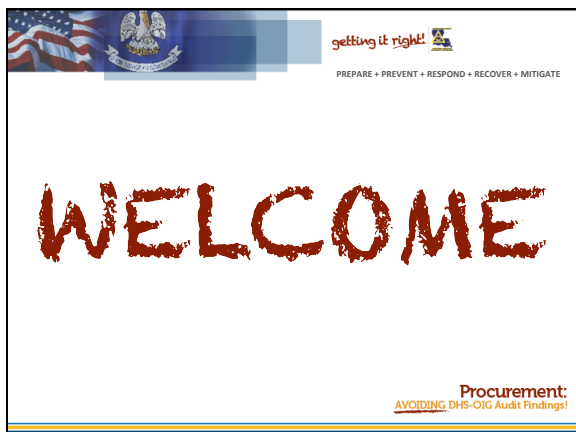 getting it right!
PREPARE + PREVENT + RESPOND + RECOVER + MITIGATE
WELCOME
Procurement:
AVOIDING DHS-OIG Audit Findings!